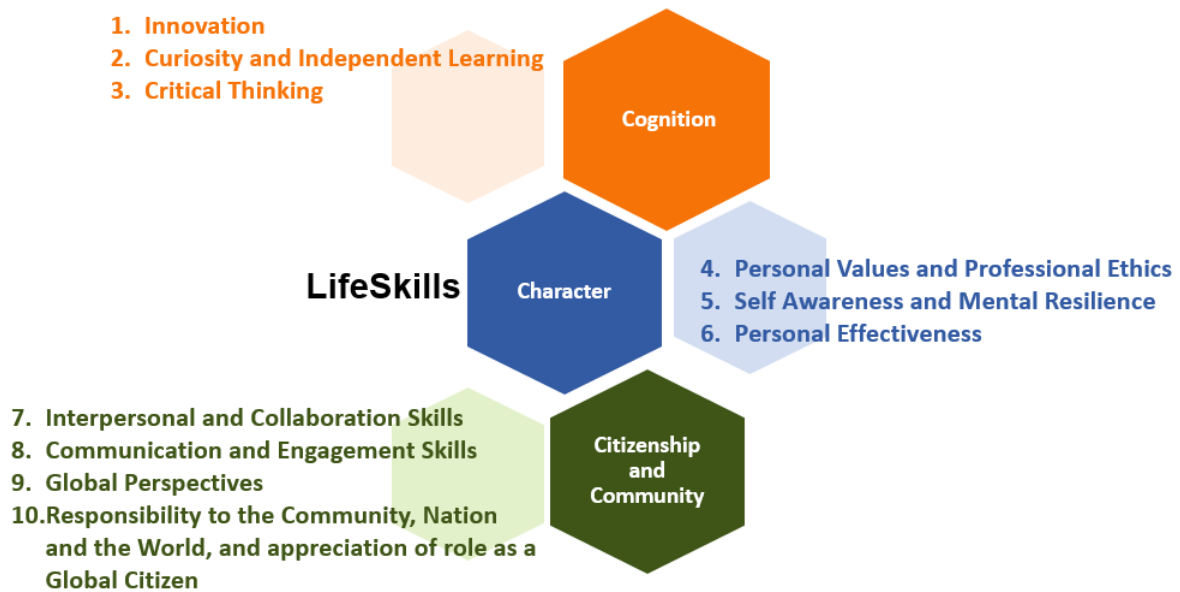 1. Innovation
2. Curiosity and Independent Learning
3. Critical Thinking
Cognition
LifeSkills
Character
4. Personal Values and Professional Ethics
5. Self Awareness and Mental Resilience
6. Personal Effectiveness
7. Interpersonal and Collaboration Skills
8. Communication and Engagement Skills
9. Global Perspectives
10.Responsibility to the Community, Nation
and the World, and appreciation of role as a
Global Citizen
Citizenship
and
Community